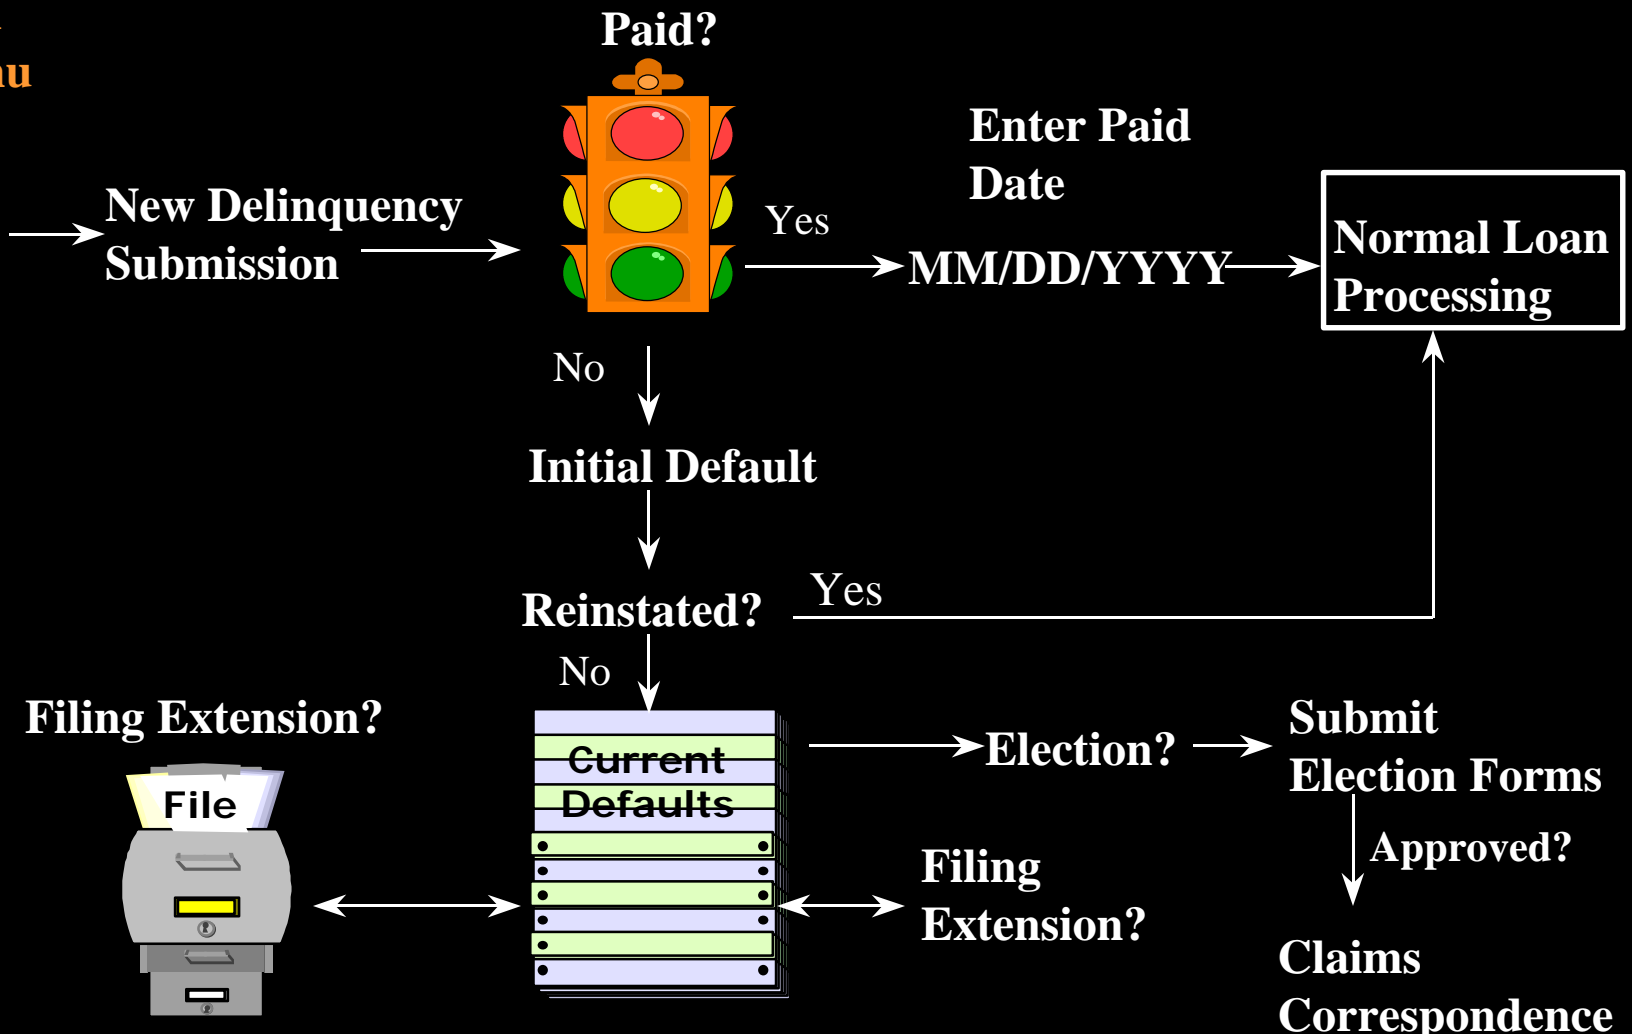 Paid?
Enter Paid
Date
New Delinquency
Submission
Yes
MM/DD/YYYY
Normal Loan
Processing
No
Initial Default
Reinstated?
Yes
No
Filing Extension?
File
Current
Defaults
Election?
Submit
Election Forms
Approved?
Filing
Extension?
Claims
Correspondence